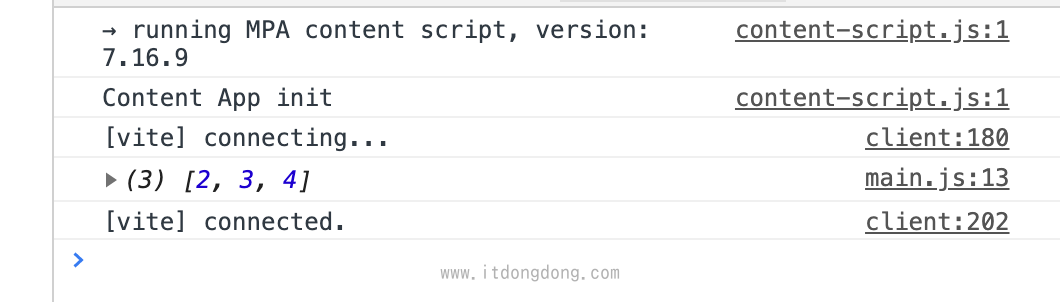 → running MPA content script, version: content-script.js:1
7.16.9
Content App init content-script.js:1
[vite] connecting... client:180
▶(3) [2, 3, 4] main.js:13
[vite] connected. client:202
>
www.itdongdong.com